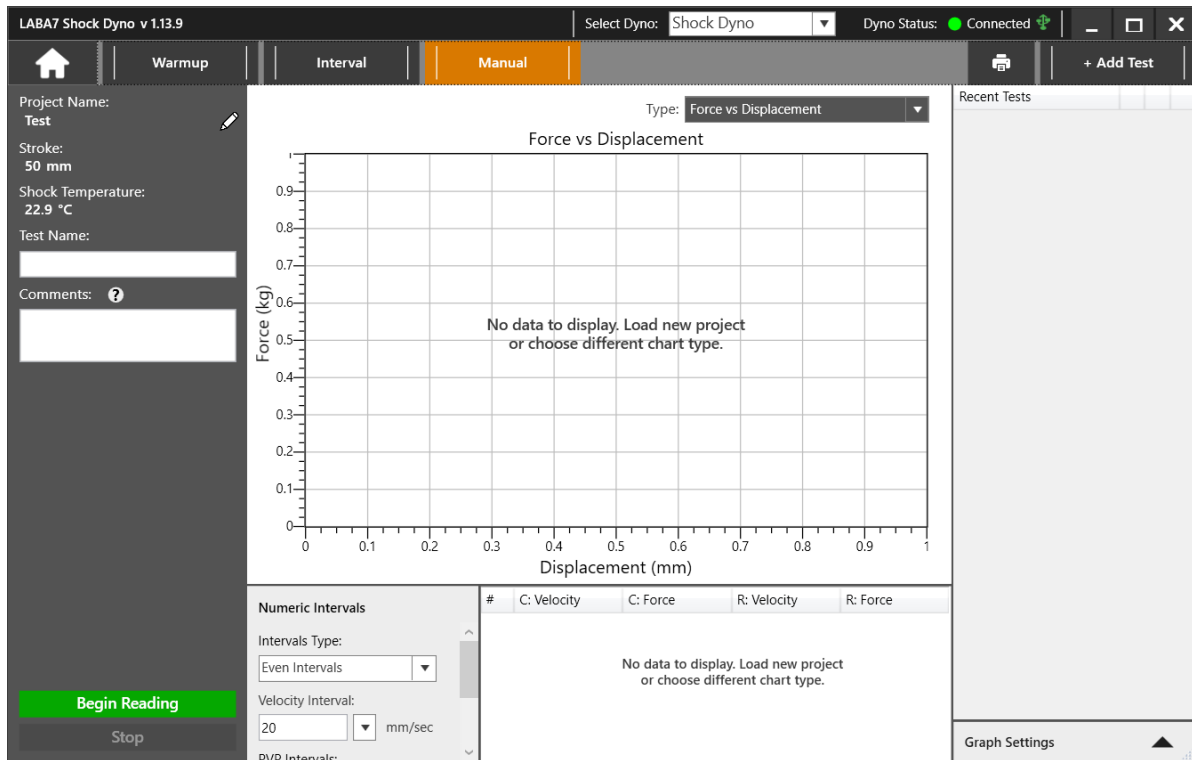 LABA7 Shock Dyno v 1.13.9
Select Dyno: Shock Dyno
Dyno Status: Connected
Warmup
Interval
Manual
+ Add Test
Project Name:
Test
Stroke:
50 mm
Shock Temperature:
22.9 °C
Test Name:
Comments: ?
Begin Reading
Stop
Type: Force vs Displacement
Force vs Displacement
Force (kg)
1
0.9
0.8
0.7
0.6
0.5
0.4
0.3
0.2
0.1
0
No data to display. Load new project
or choose different chart type.
0 0.1 0.2 0.3 0.4 0.5 0.6 0.7 0.8 0.9 1
Displacement (mm)
Numeric Intervals
Intervals Type:
Even Intervals
Velocity Interval:
20 mm/sec
PVP Intervals:
# C: Velocity C: Force R: Velocity R: Force
No data to display. Load new project
or choose different chart type.
Recent Tests
Graph Settings